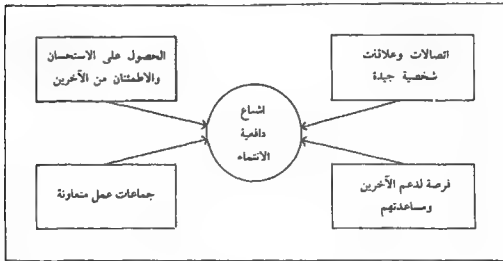 اتصالات وعلاقت
شخصية جيدة
الحصول على الاستحسان
والاطمئنان من الآخرين
اشباع
دافعية
الانتماء
فرصة لدعم الآخرين
ومساعدتهم
جماعات عمل متعاونة